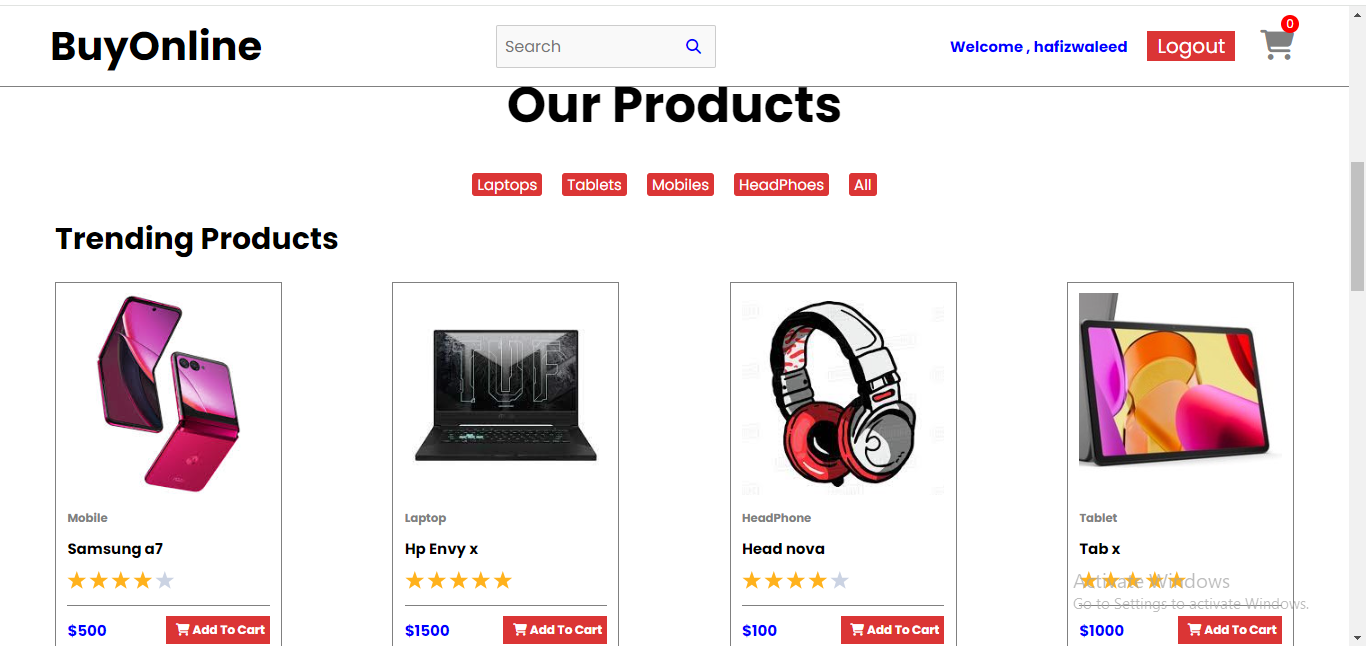 BuyOnline
Search
Welcome , hafizwaleed
Logout
0
Our Products
Laptops Tablets Mobiles HeadPhoes All
Trending Products
TUF
Mobile
Samsung a7
$500
Add To Cart
Laptop
Hp Envy x
$1500
Add To Cart
HeadPhone
Head nova
$100
Add To Cart
Tablet
Tab x
$1000
Add To Cart
Activate Windows
Go to Settings to activate Windows.